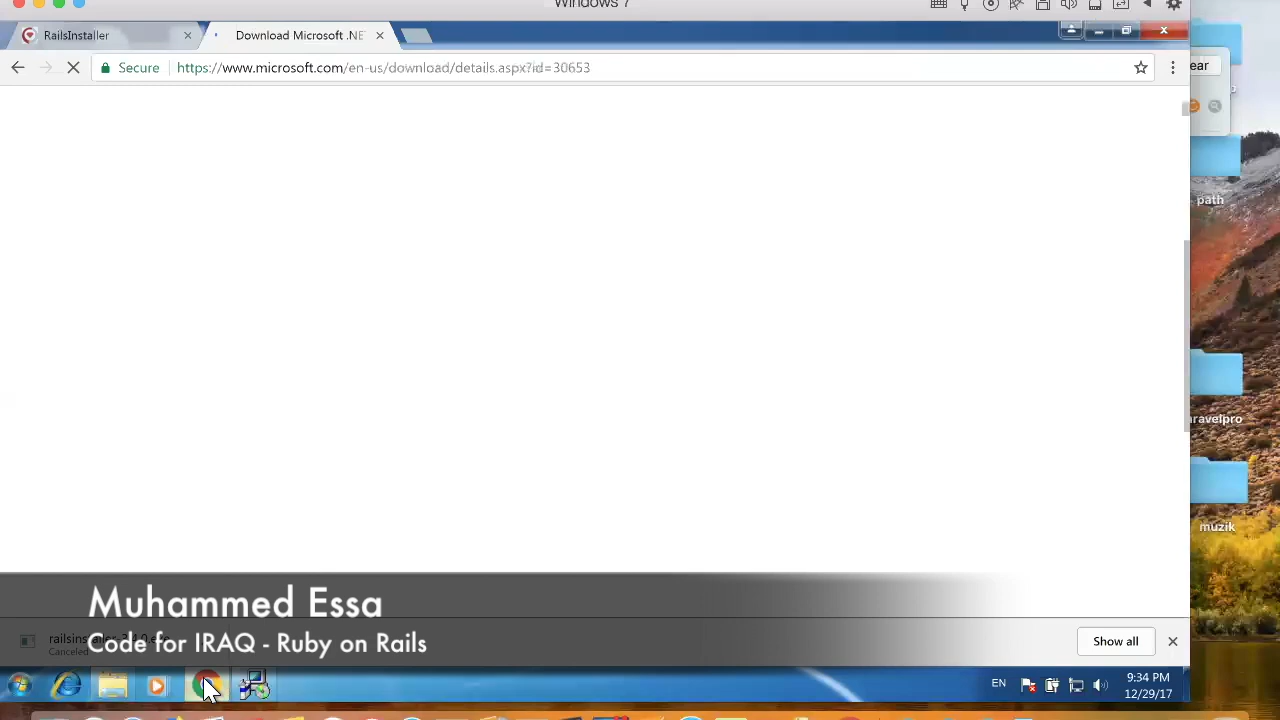 Windows 7
RailsInstaller
Download Microsoft .NE
Secure
https://www.microsoft.com/en-us/download/details.aspx?id=30653
ear
path
ravelpro
muzik
Muhammed Essa
Code for IRAQ - Ruby on Rails
Canceled
Show all
EN
9:34 PM
12/29/17